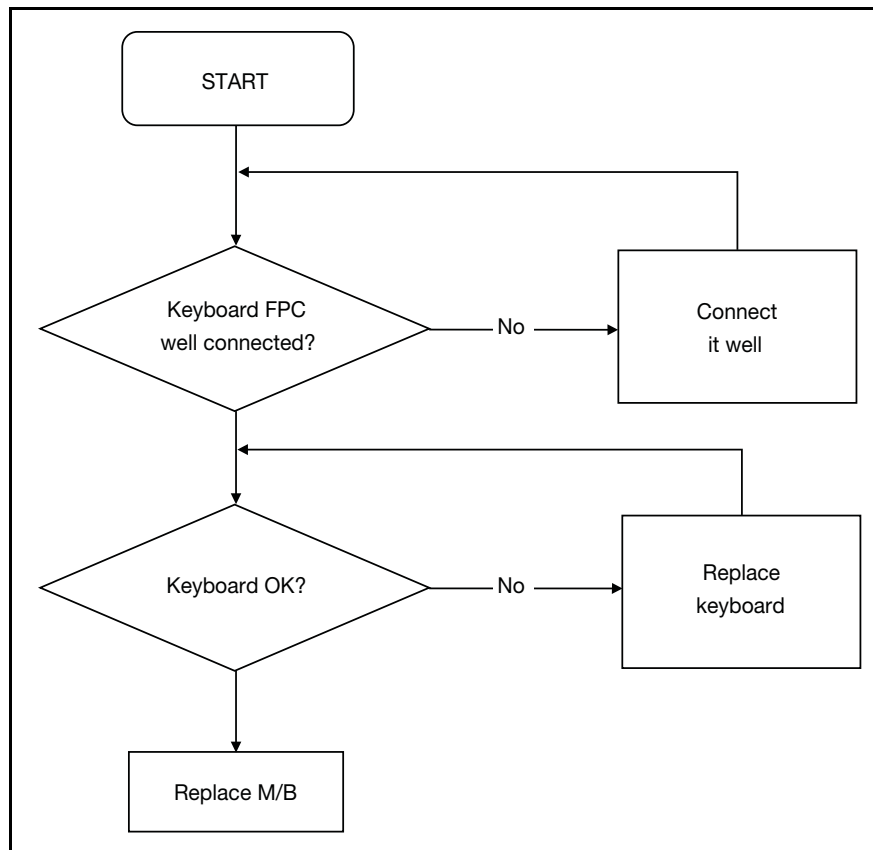 START
Keyboard FPC
well connected?
No
Connect
it well
Keyboard OK?
No
Replace
keyboard
Replace M/B